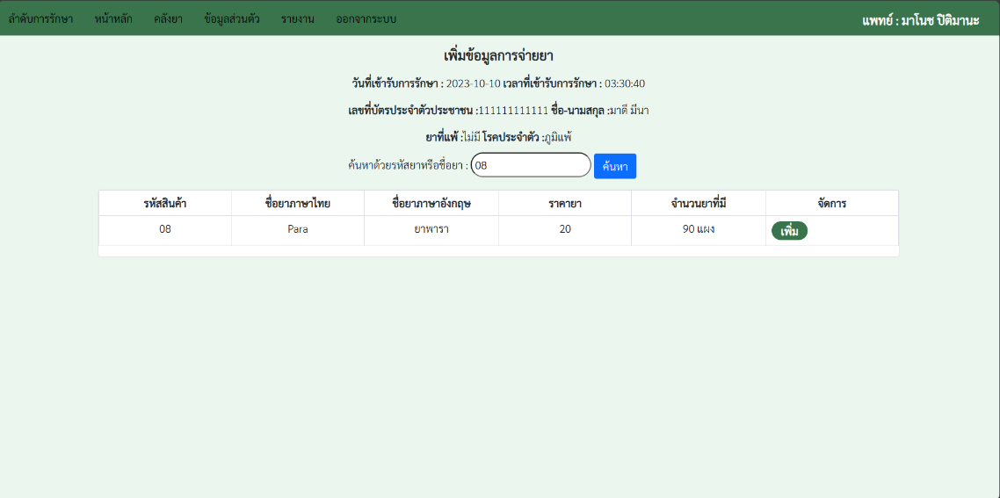 ลำดับการรักษา หน้าหลัก คลังยา ข้อมูลส่วนตัว รายงาน ออกจากระบบ แพทย์ : มาโนช ปิติมานะ
เพิ่มข้อมูลการจ่ายยา
วันที่เข้ารับการรักษา : 2023-10-10 เวลาที่เข้ารับการรักษา : 03:30:40
เลขที่บัตรประจำตัวประชาชน :111111111111 ชื่อ-นามสกุล :มาดี มีนา
ยาที่แพ้ :ไม่มี โรคประจำตัว :ภูมิแพ้
ค้นหาด้วยรหัสยาหรือชื่อยา : 08 ค้นหา
รหัสสินค้า ชื่อยาภาษาไทย ชื่อยาภาษาอังกฤษ ราคายา จำนวนยาที่มี จัดการ
08 Para ยาพารา 20 90 แผง เพิ่ม